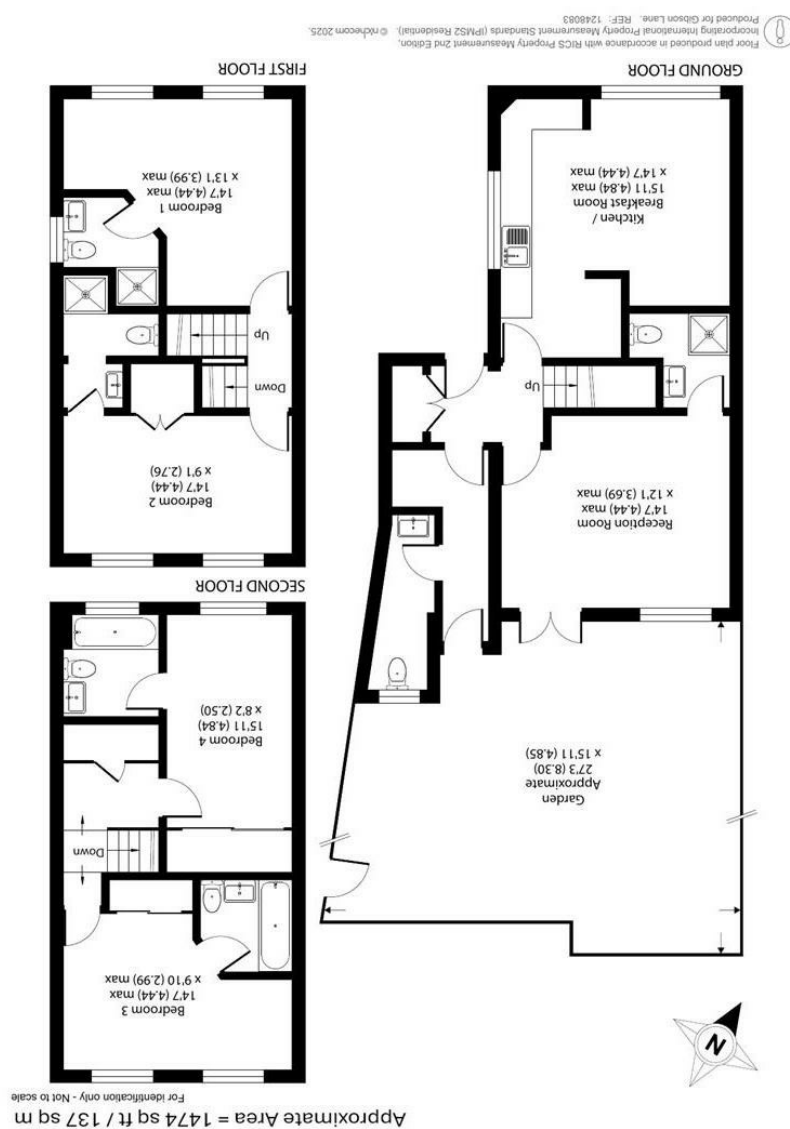 Approximate Area = 1474 sq ft / 137 sq m
For identification only - Not to scale
N
Garden
Approximate
27'3 (8.30)
x 15'11 (4.85)
Reception Room
14'7 (4.44) max
x 12'1 (3.69) max
Up
Kitchen /
Breakfast Room
15'11 (4.84) max
x 14'7 (4.44) max
GROUND FLOOR
Bedroom 3
14'7 (4.44) max
x 9'10 (2.99) max
Down
Bedroom 4
15'11 (4.84)
x 8'2 (2.50)
SECOND FLOOR
Bedroom 2
14'7 (4.44)
x 9'1 (2.76)
Down
Up
Bedroom 1
14'7 (4.44) max
x 13'1 (3.99) max
FIRST FLOOR
Floor plan produced in accordance with RICS Property Measurement 2nd Edition,
Incorporating International Property Measurement Standards (IPMS2 Residential). © nichecom 2025.
Produced for Gibson Lane. REF: 1248083